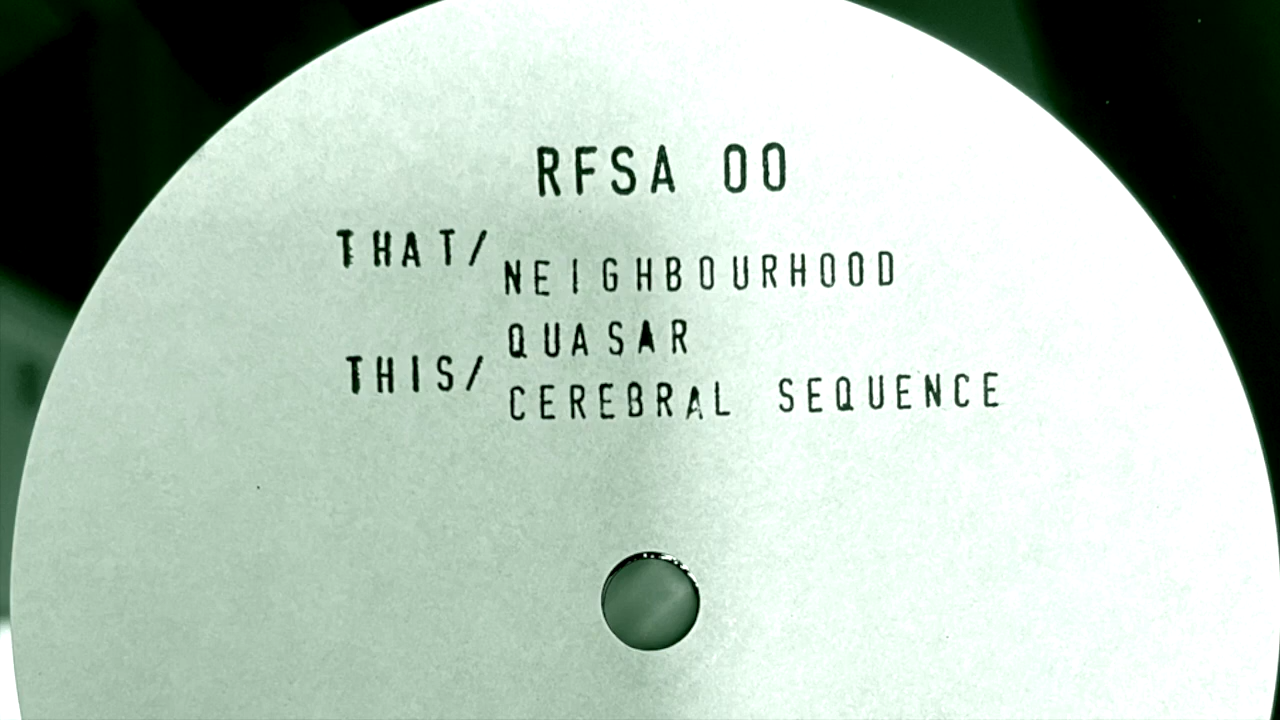 RFSA 00
THAT/ NEIGHBOURHOOD
QUASAR
THIS/ CEREBRAL SEQUENCE